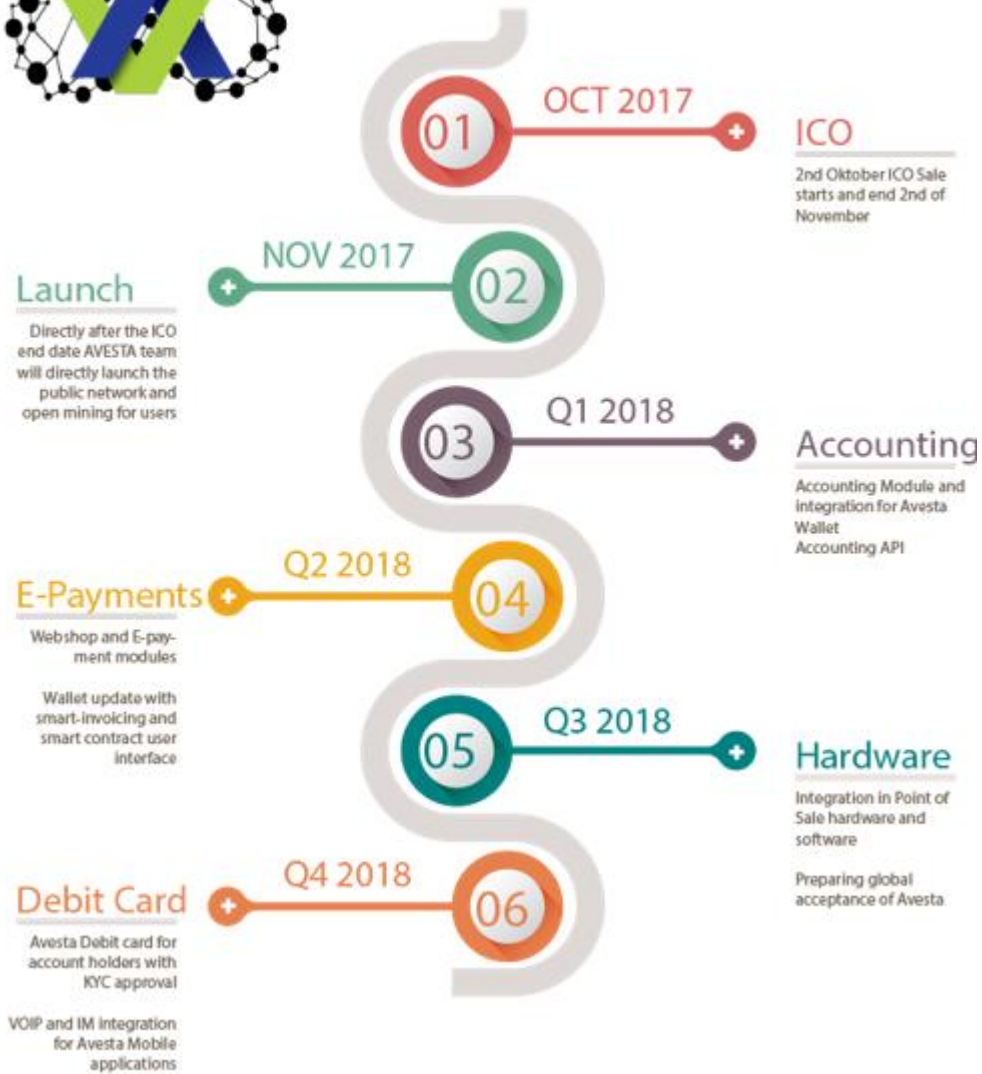 01
OCT 2017
ICO
2nd Oktober ICO Sale
starts and end 2nd of
November
02
NOV 2017
Launch
Directly after the ICO
end date AVESTA team
will directly launch the
public network and
open mining for users
03
Q1 2018
Accounting
Accounting Module and
integration for Avesta
Wallet
Accounting API
04
Q2 2018
E-Payments
Webshop and E-pay-
ment modules
Wallet update with
smart-invoicing and
smart contract user
interface
05
Q3 2018
Hardware
Integration in Point of
Sale hardware and
software
Preparing global
acceptance of Avesta
06
Q4 2018
Debit Card
Avesta Debit card for
account holders with
KYC approval
VOIP and IM integration
for Avesta Mobile
applications